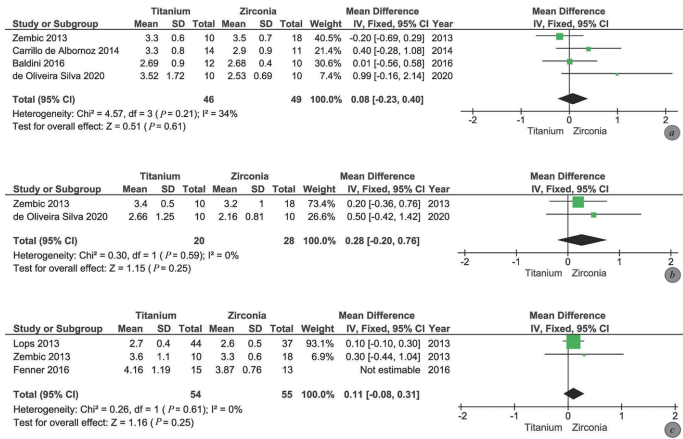 Titanium Zirconia Mean Difference Mean Difference
Study or Subgroup Mean SD Total Mean SD Total Weight IV, Fixed, 95% CI Year IV, Fixed, 95% CI
Zembic 2013 3.3 0.6 10 3.5 0.7 18 40.5% -0.20 [-0.69, 0.29] 2013
Carrillo de Albornoz 2014 3.3 0.8 14 2.9 0.9 11 21.4% 0.40 [-0.28, 1.08] 2014
Baldini 2016 2.69 0.9 12 2.68 0.4 10 30.6% 0.01 [-0.56, 0.58] 2016
de Oliveira Silva 2020 3.52 1.72 10 2.53 0.69 10 7.4% 0.99 [-0.16, 2.14] 2020
Total (95% CI) 46 49 100.0% 0.08 [-0.23, 0.40]
Heterogeneity: Chi² = 4.57, df = 3 (P = 0.21); I² = 34%
Test for overall effect: Z = 0.51 (P = 0.61)
-2 -1 0 1 2
Titanium Zirconia
a
Titanium Zirconia Mean Difference Mean Difference
Study or Subgroup Mean SD Total Mean SD Total Weight IV, Fixed, 95% CI Year IV, Fixed, 95% CI
Zembic 2013 3.4 0.5 10 3.2 1 18 73.4% 0.20 [-0.36, 0.76] 2013
de Oliveira Silva 2020 2.66 1.25 10 2.16 0.81 10 26.6% 0.50 [-0.42, 1.42] 2020
Total (95% CI) 20 28 100.0% 0.28 [-0.20, 0.76]
Heterogeneity: Chi² = 0.30, df = 1 (P = 0.59); I² = 0%
Test for overall effect: Z = 1.15 (P = 0.25)
-2 -1 0 1 2
Titanium Zirconia
b
Titanium Zirconia Mean Difference Mean Difference
Study or Subgroup Mean SD Total Mean SD Total Weight IV, Fixed, 95% CI Year IV, Fixed, 95% CI
Lops 2013 2.7 0.4 44 2.6 0.5 37 93.1% 0.10 [-0.10, 0.30] 2013
Zembic 2013 3.6 1.1 10 3.3 0.6 18 6.9% 0.30 [-0.44, 1.04] 2013
Fenner 2016 4.16 1.19 15 3.87 0.76 13 Not estimable 2016
Total (95% CI) 54 55 100.0% 0.11 [-0.08, 0.31]
Heterogeneity: Chi² = 0.26, df = 1 (P = 0.61); I² = 0%
Test for overall effect: Z = 1.16 (P = 0.25)
-2 -1 0 1 2
Titanium Zirconia
c